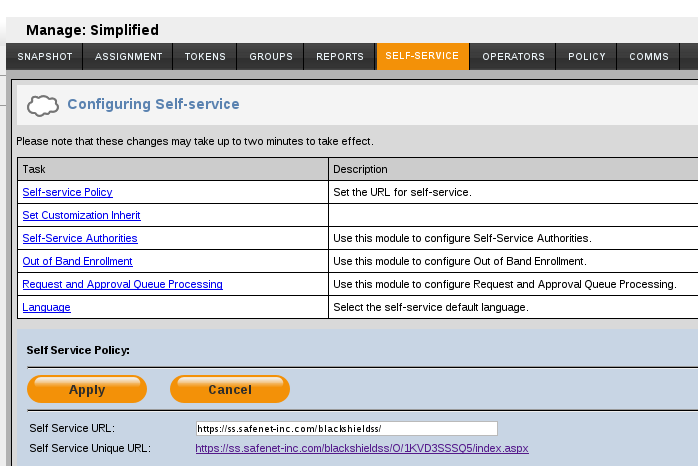 Manage: Simplified
SNAPSHOT ASSIGNMENT TOKENS GROUPS REPORTS SELF-SERVICE OPERATORS POLICY COMMS
Configuring Self-service
Please note that these changes may take up to two minutes to take effect.
Task Description
Self-service Policy Set the URL for self-service.
Set Customization Inherit
Self-Service Authorities Use this module to configure Self-Service Authorities.
Out of Band Enrollment Use this module to configure Out of Band Enrollment.
Request and Approval Queue Processing Use this module to configure Request and Approval Queue Processing.
Language Select the self-service default language.
Self Service Policy:
Apply Cancel
Self Service URL: https://ss.safenet-inc.com/blackshieldss/
Self Service Unique URL: https://ss.safenet-inc.com/blackshieldss/O/1KVD3SSSQ5/index.aspx